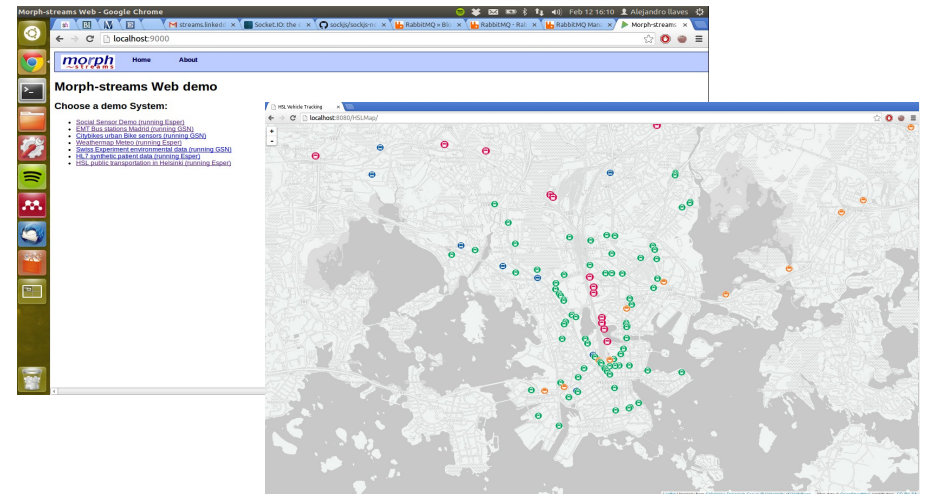 Morph-streams Web - Google Chrome
Feb 12 16:10 Alejandro llaves
streams.linkedd
Socket.IO: the c
sockjs/sockjs-no
RabbitMQ » Blo
RabbitMQ - Rab
RabbitMQ Man
Morph-streams
localhost:9000
morph
streams
Home
About
Morph-streams Web demo
Choose a demo System:
Social Sensor Demo (running Esper)
EMT Bus stations Madrid (running GSN)
Citybikes urban Bike sensors (running GSN)
Weathermap Meteo (running Esper)
Swiss Experiment environmental data (running GSN)
HL7 synthetic patient data (running Esper)
HSL public transportation in Helsinki (running Esper)
HSL Vehicle Tracking
localhost:8080/HSLMap/
+
-